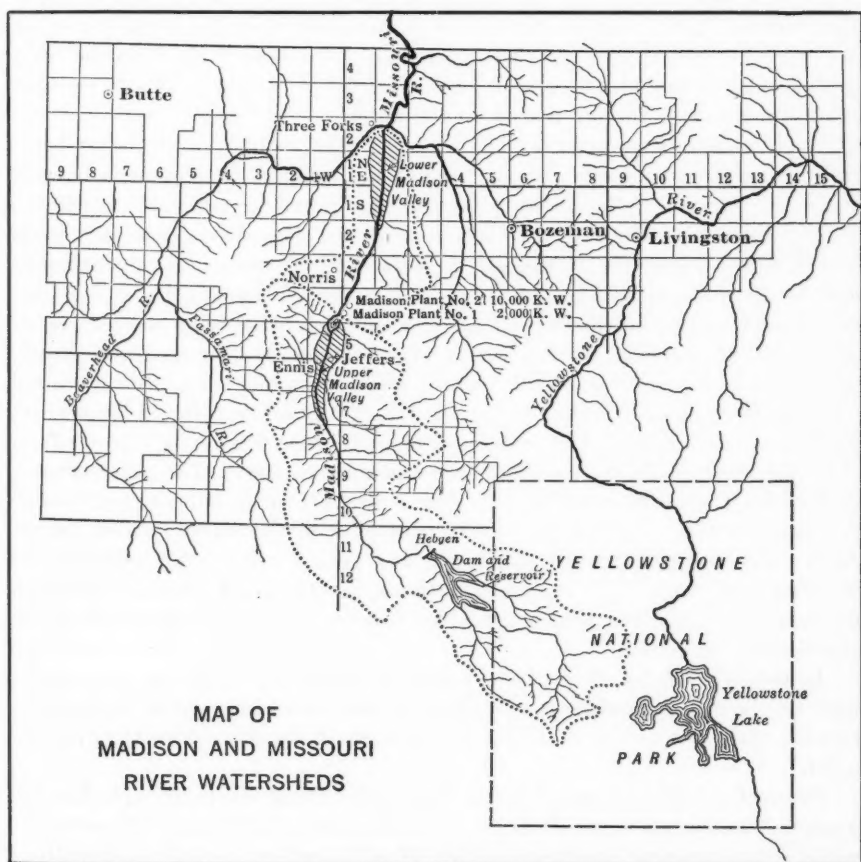 Missouri
R.
4
Butte
3
Three Forks
2
9 8 7 6 5 4 3 2 1W
1 N
1 E
Lower
Madison
Valley
4 5 6 7 8 9 10 11 12 13 14 15
1 S
2
River
River
Bozeman
Livingston
Norris
Madison Plant No. 2 10,000 K. W.
Madison Plant No. 1 2,000 K. W.
Beaverhead R.
Passamari R.
5
Ennis
Jeffers
Upper
Madison
Valley
7
8
Madison
9
10
11
12
Yellowstone
Hebgen
Dam and
Reservoir
YELLOWSTONE
NATIONAL
PARK
Yellowstone
Lake
MAP OF
MADISON AND MISSOURI
RIVER WATERSHEDS